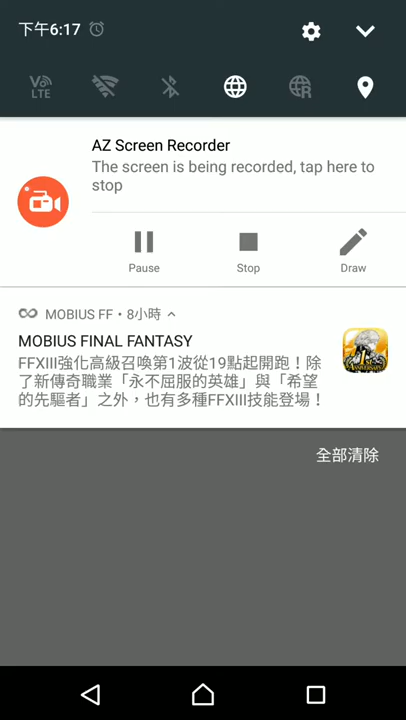 下午6:17
Vo
LTE
R
AZ Screen Recorder
The screen is being recorded, tap here to
stop
Pause
Stop
Draw
MOBIUS FF • 8小時
MOBIUS FINAL FANTASY
FFXIII強化高級召喚第1波從19點起開跑！除
了新傳奇職業「永不屈服的英雄」與「希望
的先驅者」之外，也有多種FFXIII技能登場！
全部清除